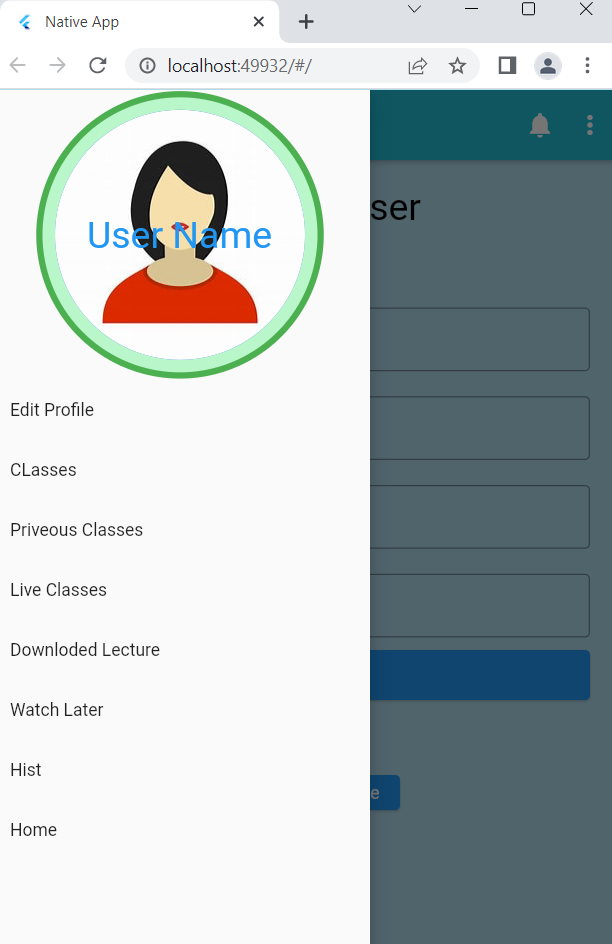 Native App
localhost:49932/#/
ser
User Name
Edit Profile
CLasses
Priveous Classes
Live Classes
Downloded Lecture
Watch Later
Hist
e
Home